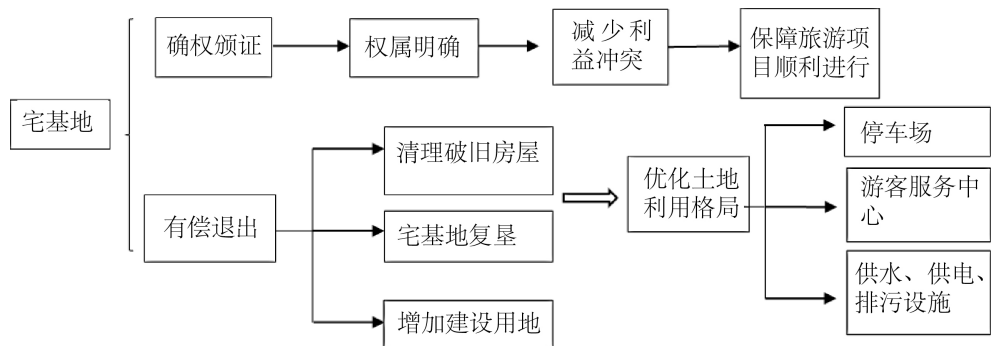 宅基地
确权颁证
权属明确
减少利
益冲突
保障旅游项
目顺利进行
有偿退出
清理破旧房屋
宅基地复垦
增加建设用地
优化土地
利用格局
停车场
游客服务中
心
供水、供电、
排污设施